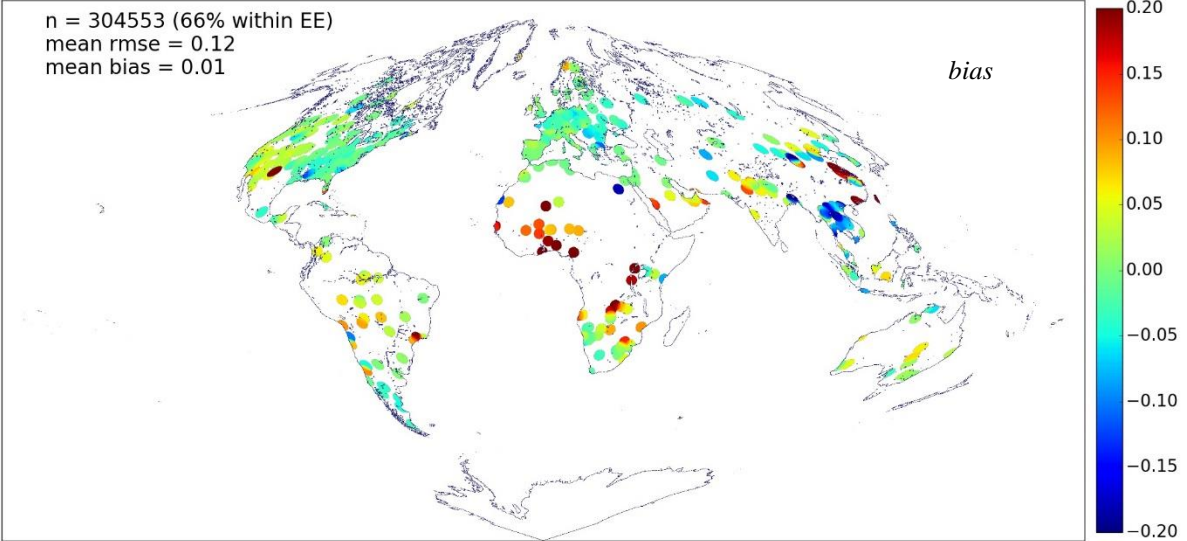 n = 304553 (66% within EE)
mean rmse = 0.12
mean bias = 0.01
bias
0.20
0.15
0.10
0.05
0.00
−0.05
−0.10
−0.15
−0.20